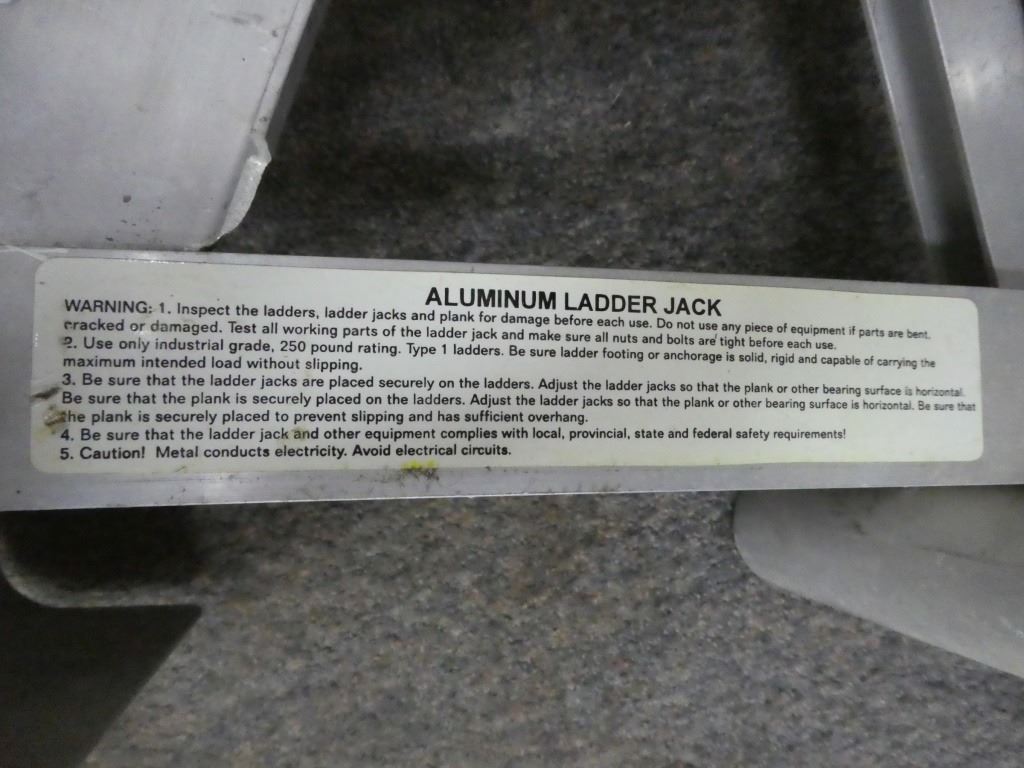 ALUMINUM LADDER JACK
WARNING: 1. Inspect the ladders, ladder jacks and plank for damage before each use. Do not use any piece of equipment if parts are bent,
cracked or damaged. Test all working parts of the ladder jack and make sure all nuts and bolts are tight before each use.
2. Use only industrial grade, 250 pound rating. Type 1 ladders. Be sure ladder footing or anchorage is solid, rigid and capable of carrying the
maximum intended load without slipping.
3. Be sure that the ladder jacks are placed securely on the ladders. Adjust the ladder jacks so that the plank or other bearing surface is horizontal.
Be sure that the plank is securely placed on the ladders. Adjust the ladder jacks so that the plank or other bearing surface is horizontal. Be sure that
the plank is securely placed to prevent slipping and has sufficient overhang.
4. Be sure that the ladder jack and other equipment complies with local, provincial, state and federal safety requirements!
5. Caution! Metal conducts electricity. Avoid electrical circuits.